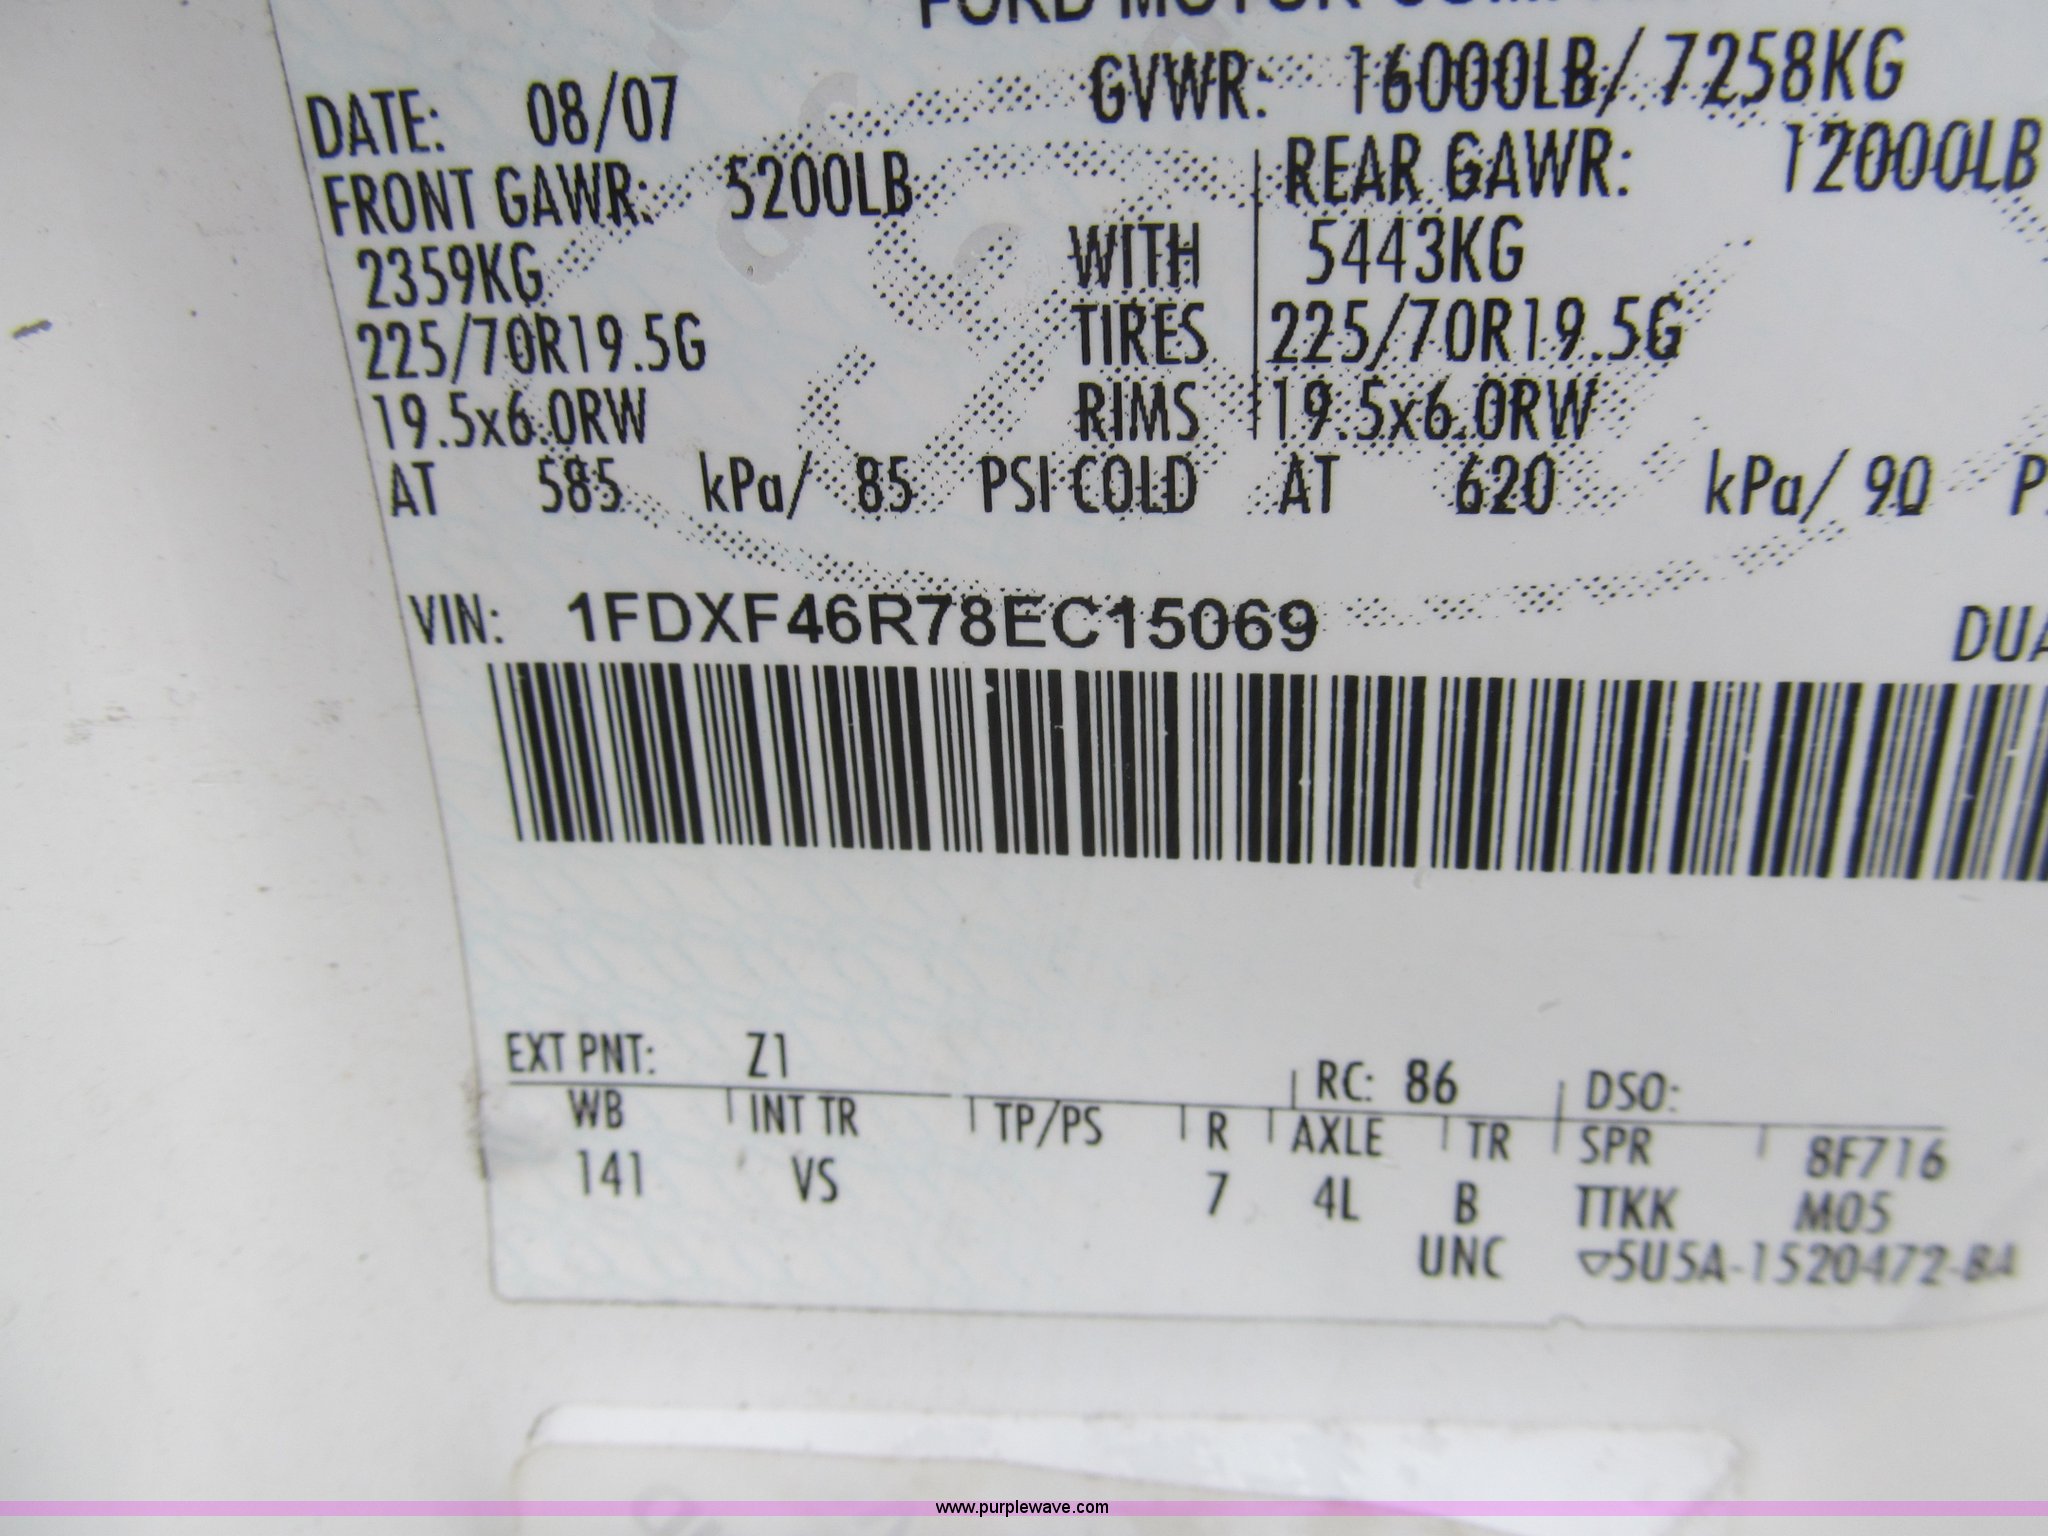 FORD MOTOR
DATE: 08/07 GVWR: 16000LB/ 7258KG
FRONT GAWR: 5200LB REAR GAWR: 12000LB
2359KG WITH 5443KG
225/70R19.5G TIRES 225/70R19.5G
19.5x6.0RW RIMS 19.5x6.0RW
AT 585 kPa/ 85 PSI COLD AT 620 kPa/ 90
VIN: 1FDXF46R78EC15069
EXT PNT: Z1 RC: 86 DSO:
WB INT TR TP/PS R AXLE TR SPR 8F716
141 VS 7 4L B TTKK M05
UNC ▽5U5A-1520472-BA
www.purplewave.com